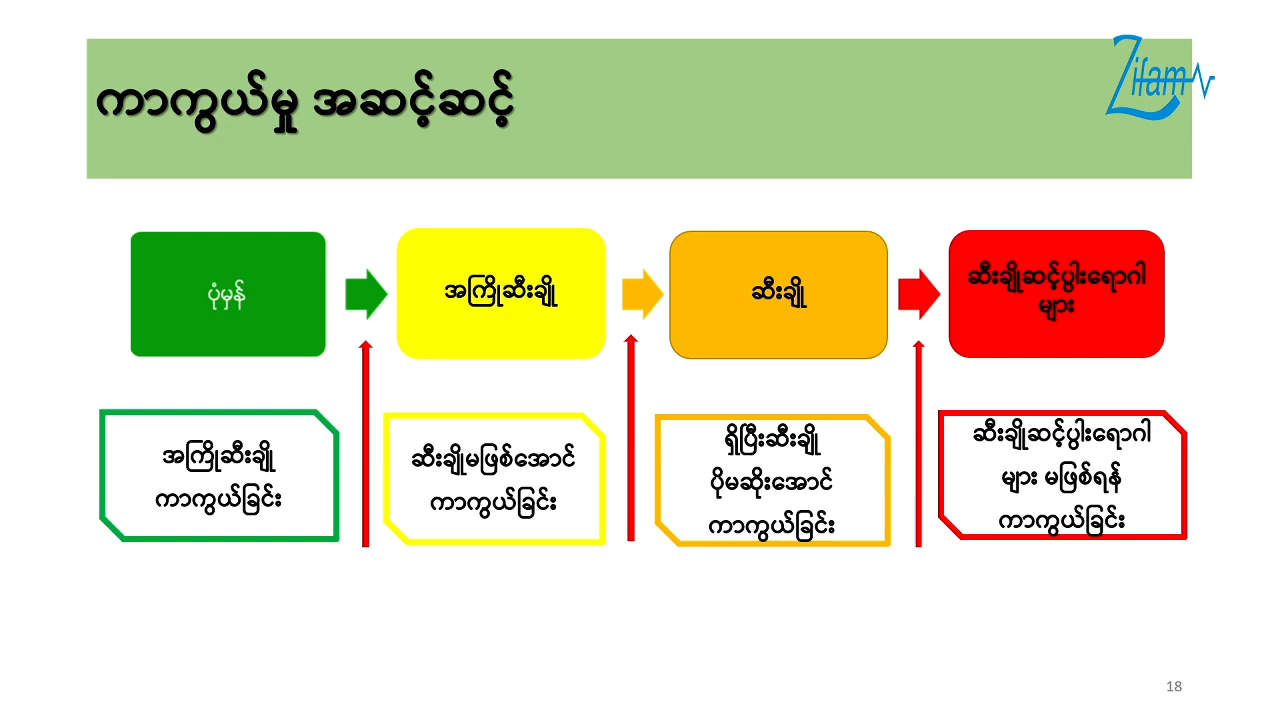 ကာကွယ်မှု အဆင့်ဆင့်
Zifam
ပုံမှန်
အကြိုဆီးချို
ဆီးချို
ဆီးချိုဆင့်ပွါးရောဂါ
များ
အကြိုဆီးချို
ကာကွယ်ခြင်း
ဆီးချိုမဖြစ်အောင်
ကာကွယ်ခြင်း
ရှိပြီးဆီးချို
ပိုမဆိုးအောင်
ကာကွယ်ခြင်း
ဆီးချိုဆင့်ပွါးရောဂါ
များ မဖြစ်ရန်
ကာကွယ်ခြင်း
18